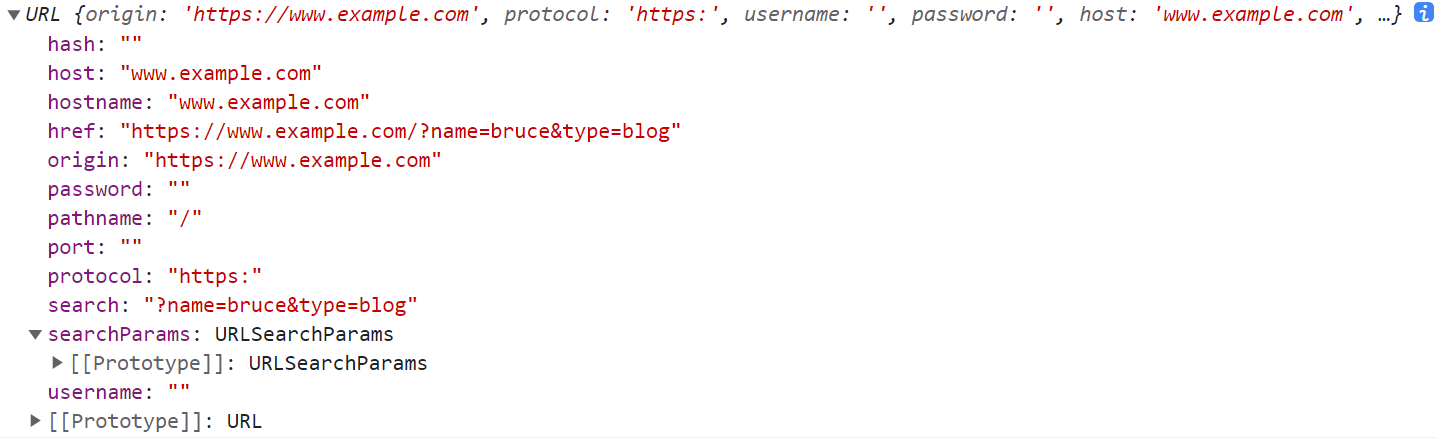 ▼URL {origin: 'https://www.example.com', protocol: 'https:', username: '', password: '', host: 'www.example.com', …} i
hash: ""
host: "www.example.com"
hostname: "www.example.com"
href: "https://www.example.com/?name=bruce&type=blog"
origin: "https://www.example.com"
password: ""
pathname: "/"
port: ""
protocol: "https:"
search: "?name=bruce&type=blog"
▼searchParams: URLSearchParams
▶[[Prototype]]: URLSearchParams
username: ""
▶[[Prototype]]: URL